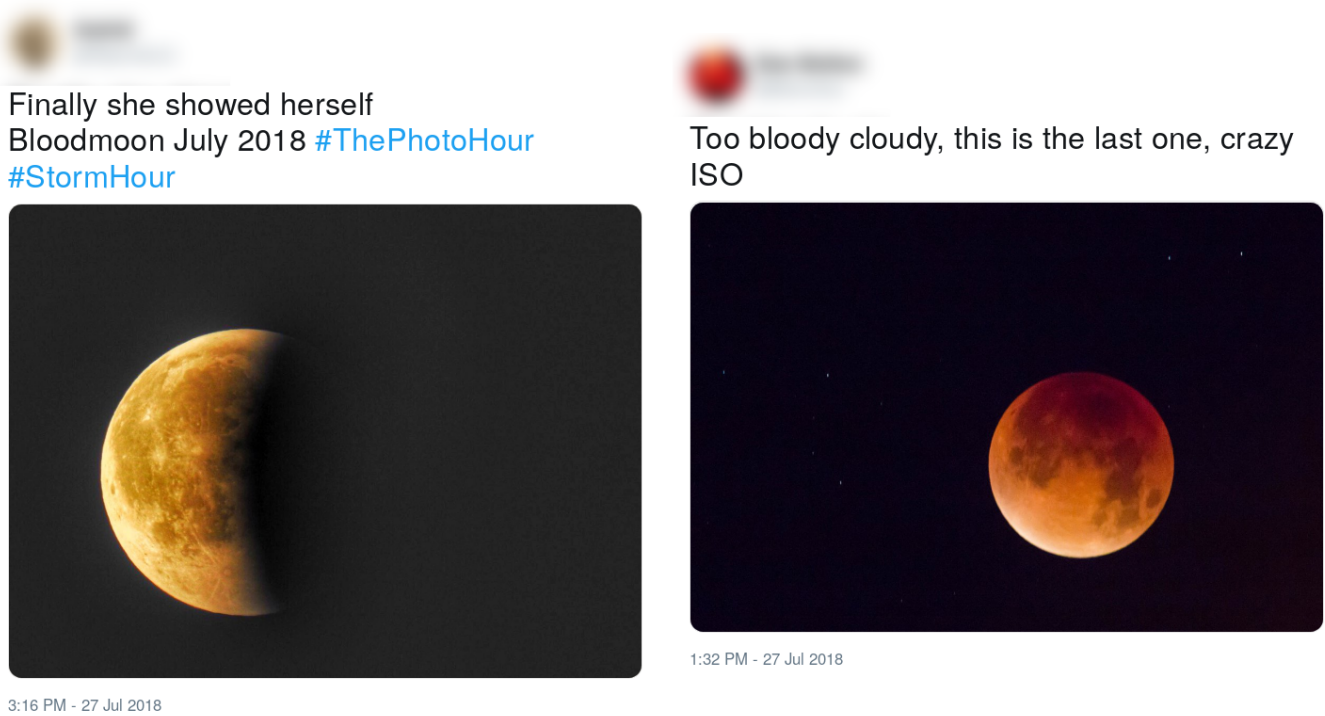 Finally she showed herself
Bloodmoon July 2018 #ThePhotoHour
#StormHour
3:16 PM - 27 Jul 2018
Too bloody cloudy, this is the last one, crazy
ISO
1:32 PM - 27 Jul 2018